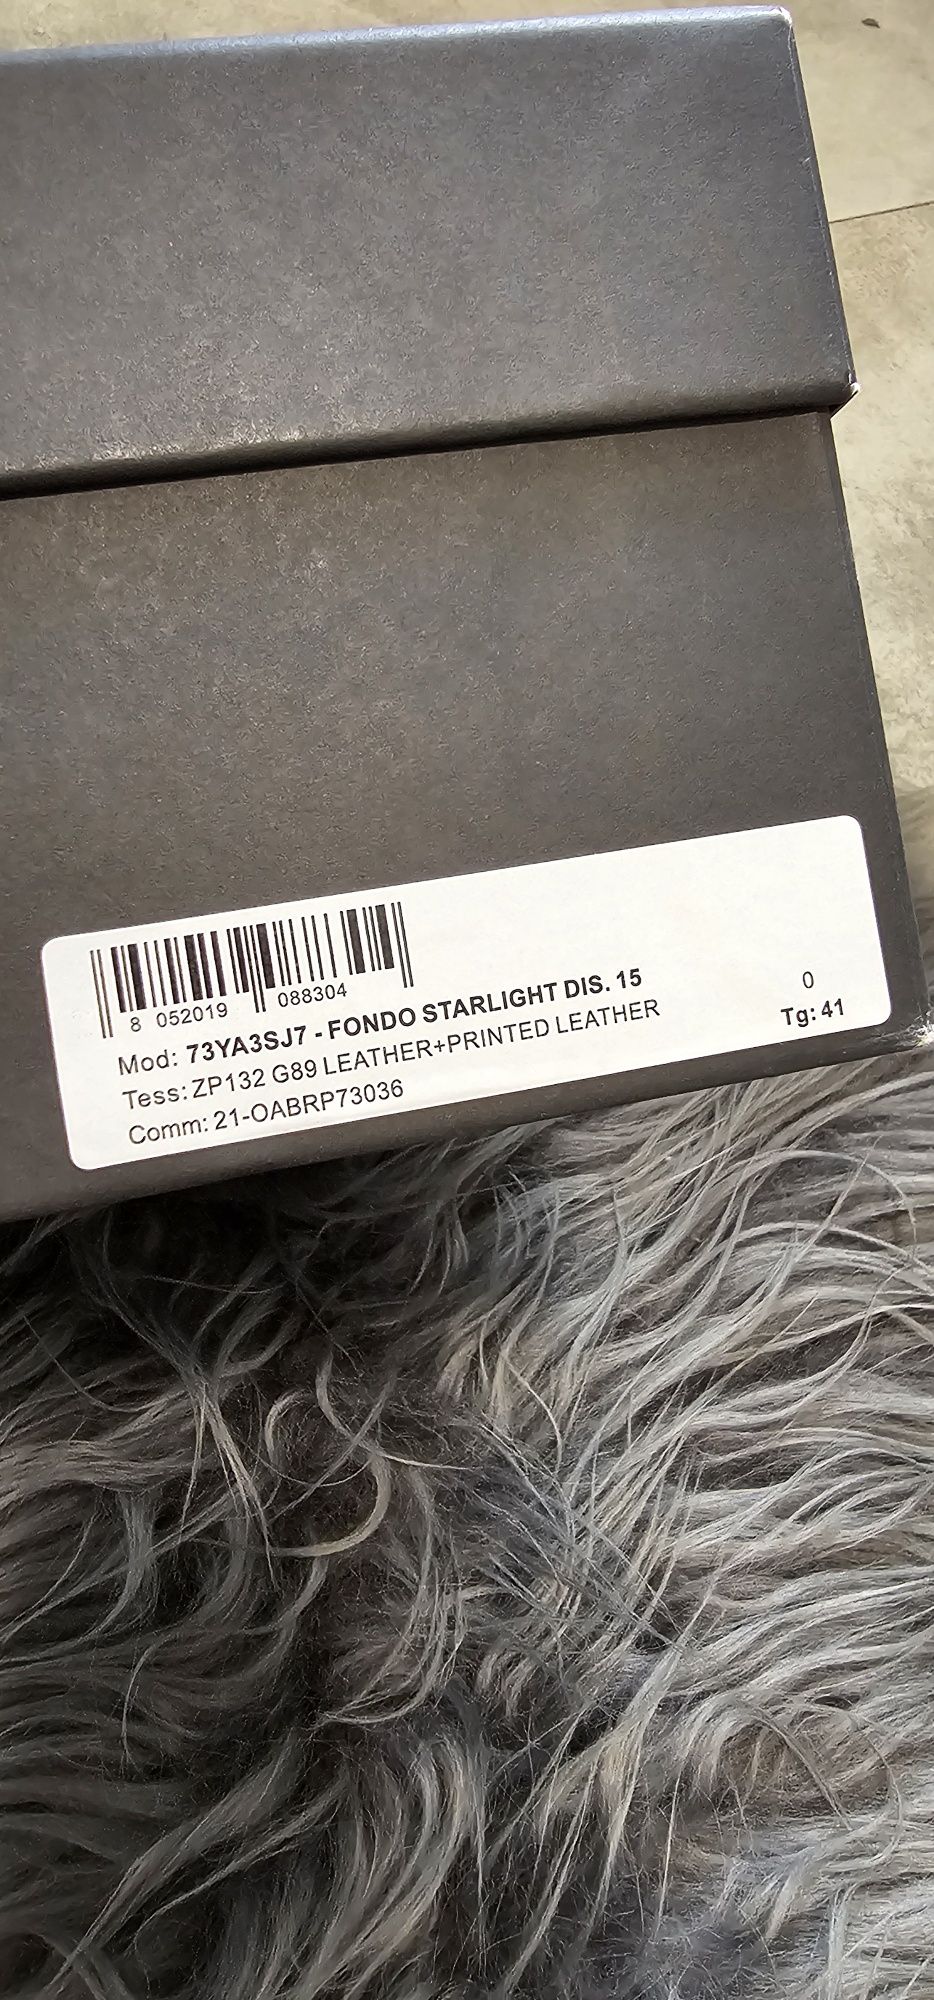 8 052019 088304
Mod: 73YA3SJ7 - FONDO STARLIGHT DIS. 15
0
Tess: ZP132 G89 LEATHER+PRINTED LEATHER
Tg: 41
Comm: 21-OABRP73036